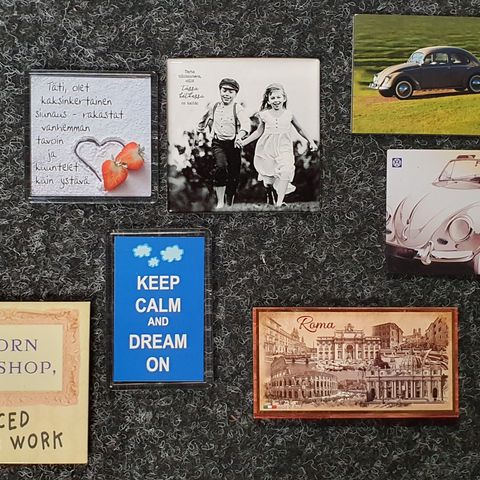 Täti, olet
kaksinkertainen
siunaus - rakastat
vanhemman
tavoin
ja
kuuntelet
kuin ystävä
KEEP
CALM
AND
DREAM
ON
Roma
ORN
SHOP,
CED
WORK